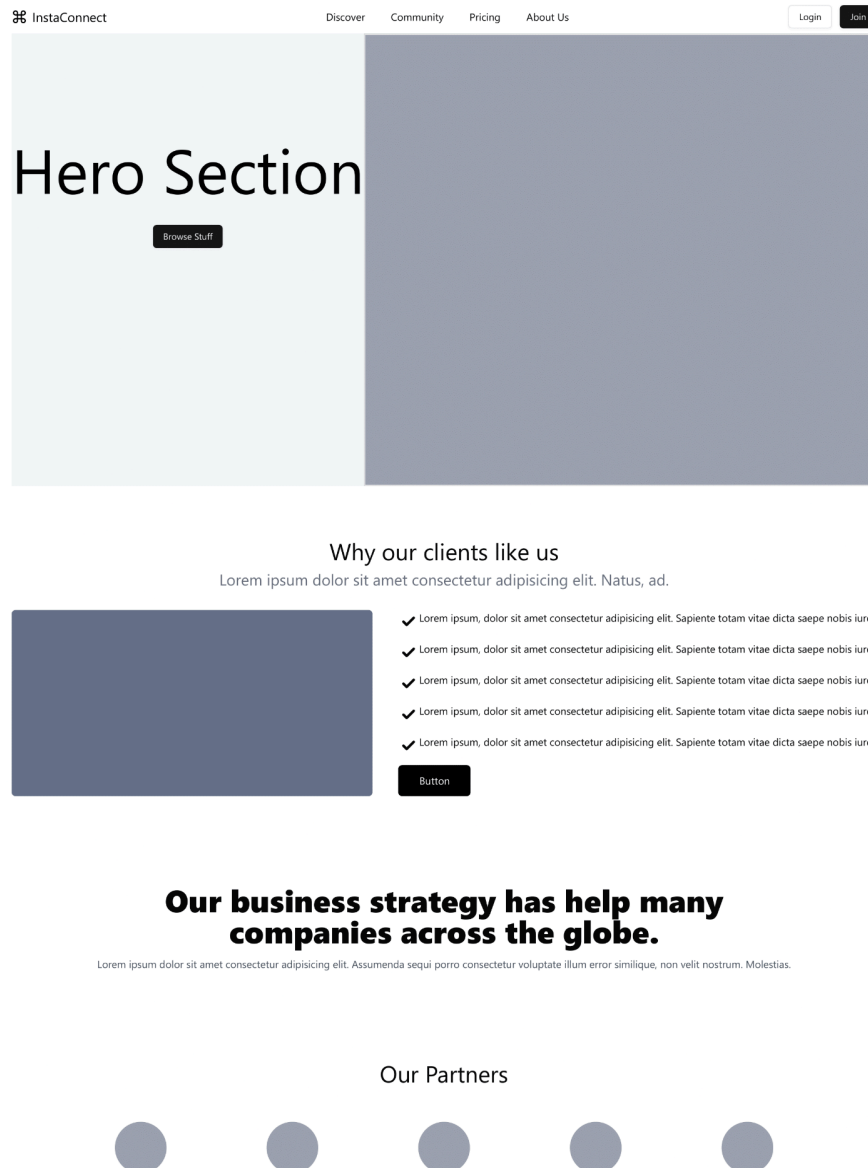 ⌘ InstaConnect
Discover Community Pricing About Us
Login Join
Hero Section
Browse Stuff
Why our clients like us
Lorem ipsum dolor sit amet consectetur adipisicing elit. Natus, ad.
Lorem ipsum, dolor sit amet consectetur adipisicing elit. Sapiente totam vitae dicta saepe nobis
Lorem ipsum, dolor sit amet consectetur adipisicing elit. Sapiente totam vitae dicta saepe nobis
Lorem ipsum, dolor sit amet consectetur adipisicing elit. Sapiente totam vitae dicta saepe nobis
Lorem ipsum, dolor sit amet consectetur adipisicing elit. Sapiente totam vitae dicta saepe nobis
Lorem ipsum, dolor sit amet consectetur adipisicing elit. Sapiente totam vitae dicta saepe nobis
Button
Our business strategy has help many
companies across the globe.
Lorem ipsum dolor sit amet consectetur adipisicing elit. Assumenda sequi porro consectetur voluptate illum error similique, non velit nostrum. Molestias.
Our Partners